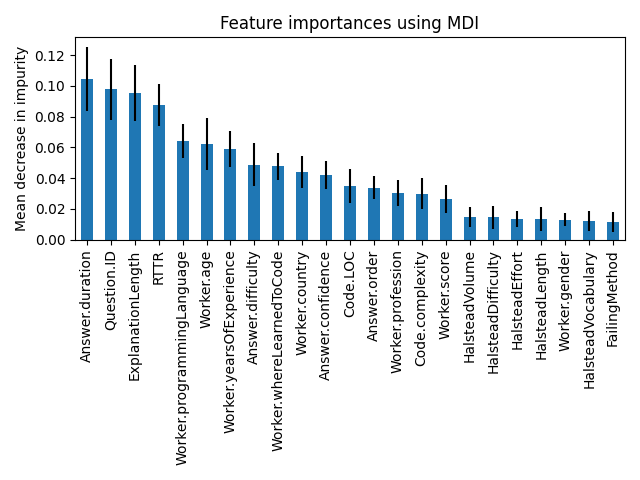 Feature importances using MDI
Mean decrease in impurity
0.12
0.10
0.08
0.06
0.04
0.02
0.00
Answer.duration
Question.ID
ExplanationLength
RTTR
Worker.programmingLanguage
Worker.age
Worker.yearsOfExperience
Answer.difficulty
Worker.whereLearnedToCode
Worker.country
Answer.confidence
Code.LOC
Answer.order
Worker.profession
Code.complexity
Worker.score
HalsteadVolume
HalsteadDifficulty
HalsteadEffort
HalsteadLength
Worker.gender
HalsteadVocabulary
FailingMethod